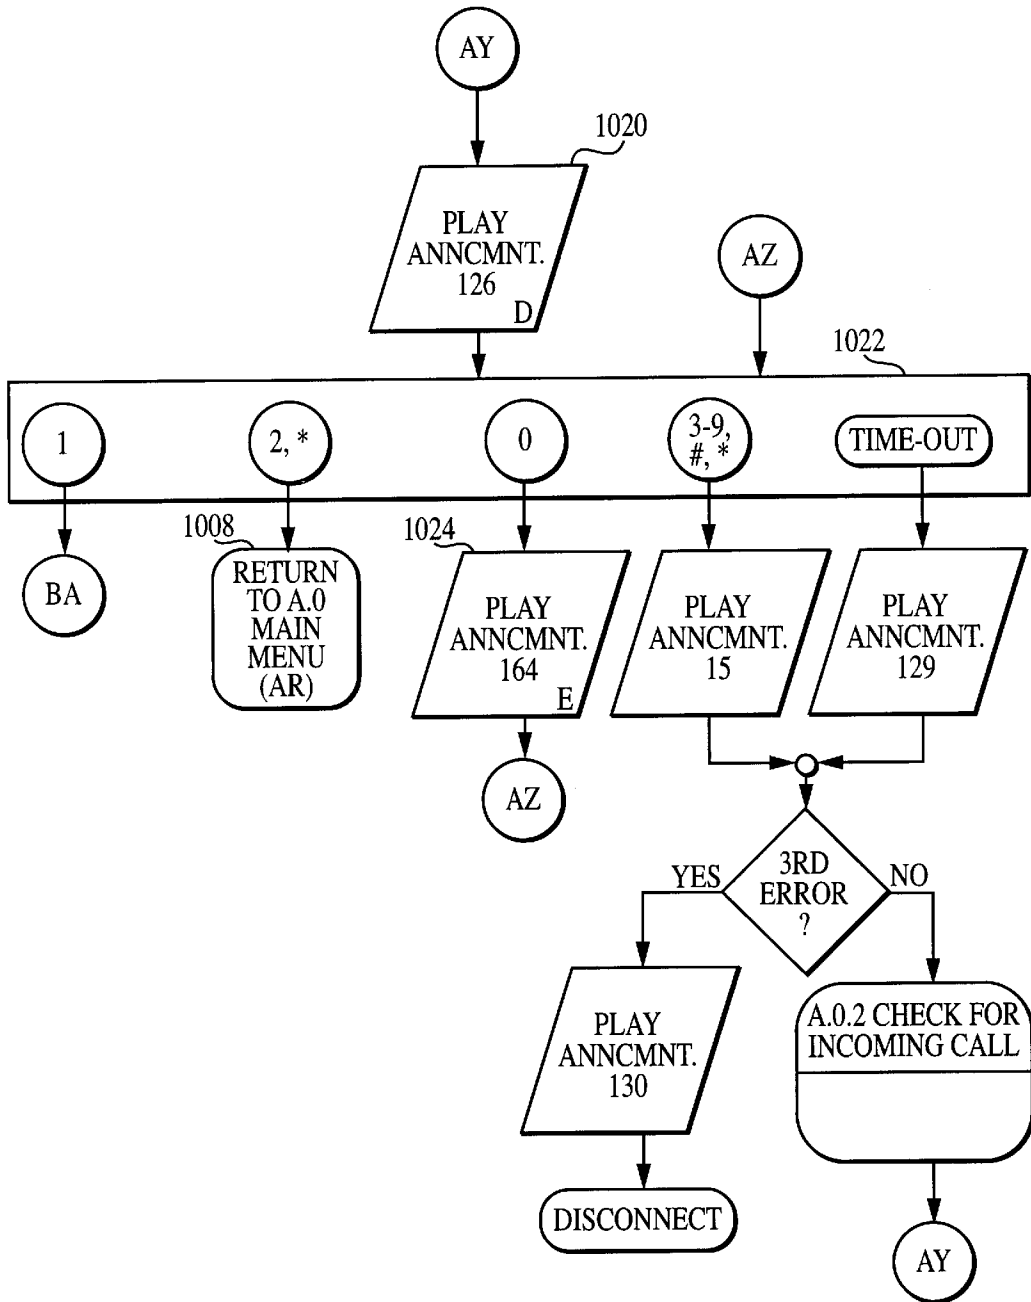 AY
1020
PLAY
ANNCMNT.
126
D
AZ
1022
1
2, *
0
3-9,
#, *
TIME-OUT
BA
1008
RETURN
TO A.0
MAIN
MENU
(AR)
1024
PLAY
ANNCMNT.
164
E
PLAY
ANNCMNT.
15
PLAY
ANNCMNT.
129
AZ
3RD
ERROR
?
YES
NO
PLAY
ANNCMNT.
130
A.0.2 CHECK FOR
INCOMING CALL
DISCONNECT
AY